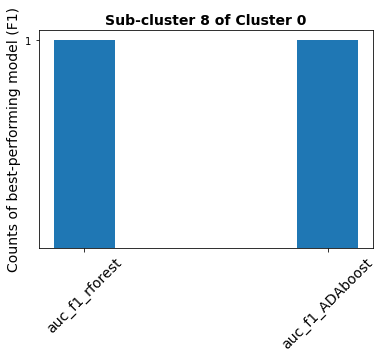 Sub-cluster 8 of Cluster 0
Counts of best-performing model (F1)
1
auc_f1_rforest
auc_f1_ADAboost